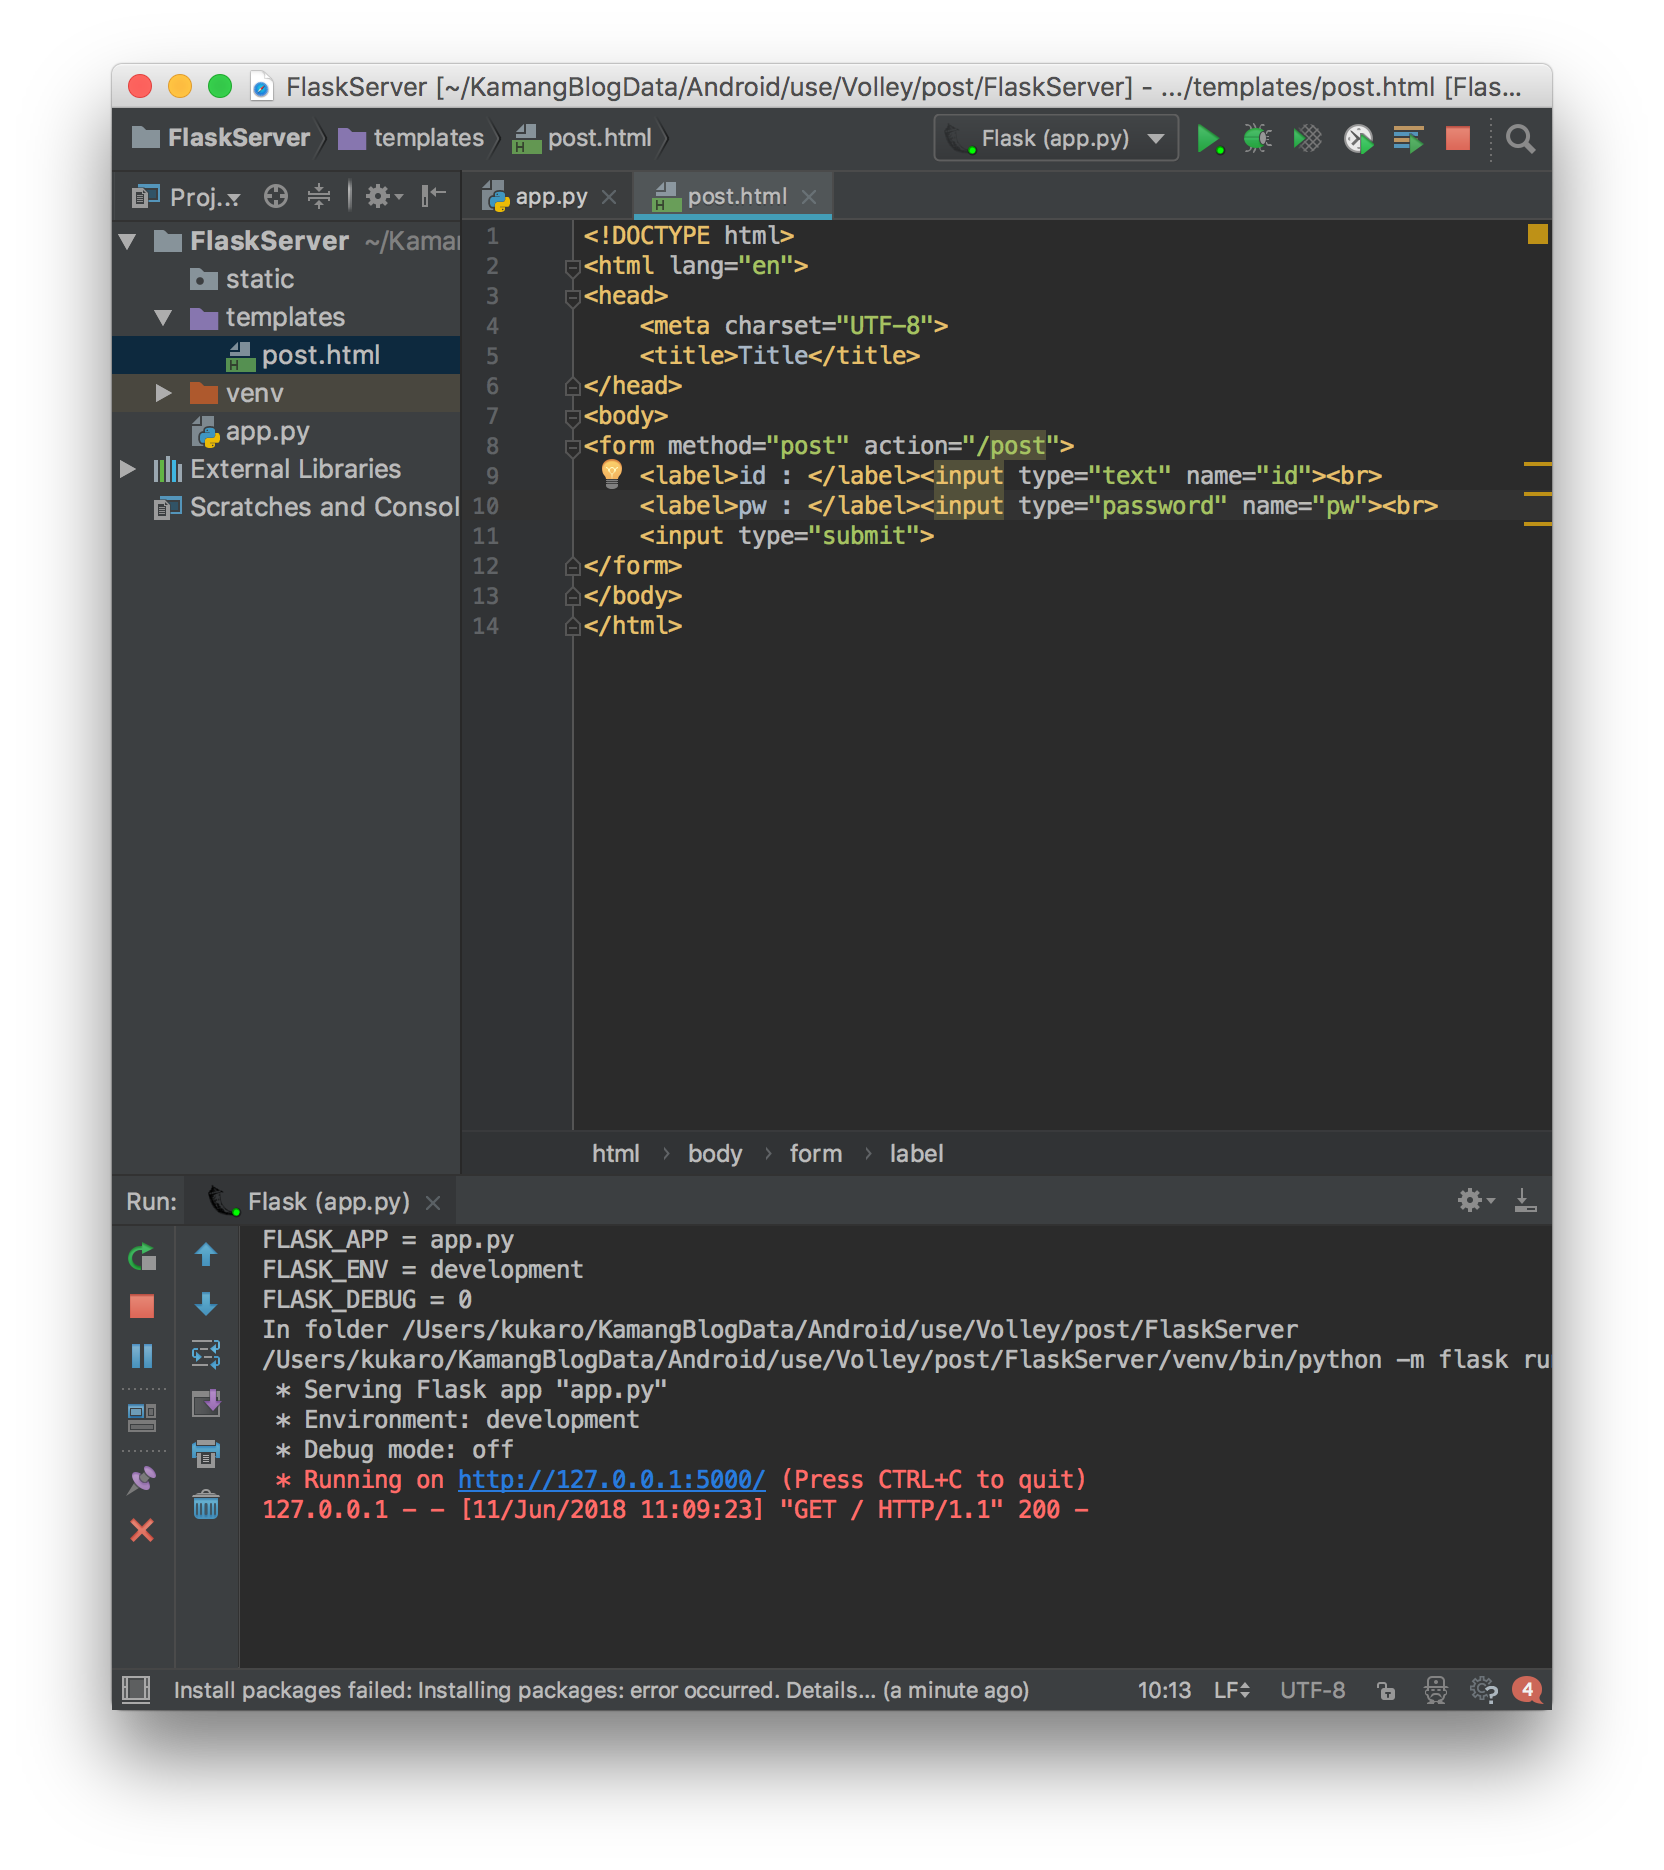 FlaskServer [~/KamangBlogData/Android/use/Volley/post/FlaskServer] - .../templates/post.html [Flas...
FlaskServer templates post.html
Flask (app.py)
Proj...
app.py
post.html
FlaskServer ~/Kama
static
templates
post.html
venv
app.py
External Libraries
Scratches and Consol
1 <!DOCTYPE html>
2 <html lang="en">
3 <head>
4 <meta charset="UTF-8">
5 <title>Title</title>
6 </head>
7 <body>
8 <form method="post" action="/post">
9 <label>id : </label><input type="text" name="id"><br>
10 <label>pw : </label><input type="password" name="pw"><br>
11 <input type="submit">
12 </form>
13 </body>
14 </html>
html › body › form › label
Run: Flask (app.py)
FLASK_APP = app.py
FLASK_ENV = development
FLASK_DEBUG = 0
In folder /Users/kukaro/KamangBlogData/Android/use/Volley/post/FlaskServer
/Users/kukaro/KamangBlogData/Android/use/Volley/post/FlaskServer/venv/bin/python -m flask ru
* Serving Flask app "app.py"
* Environment: development
* Debug mode: off
* Running on http://127.0.0.1:5000/ (Press CTRL+C to quit)
127.0.0.1 - - [11/Jun/2018 11:09:23] "GET / HTTP/1.1" 200 -
Install packages failed: Installing packages: error occurred. Details... (a minute ago) 10:13 LF UTF-8 4